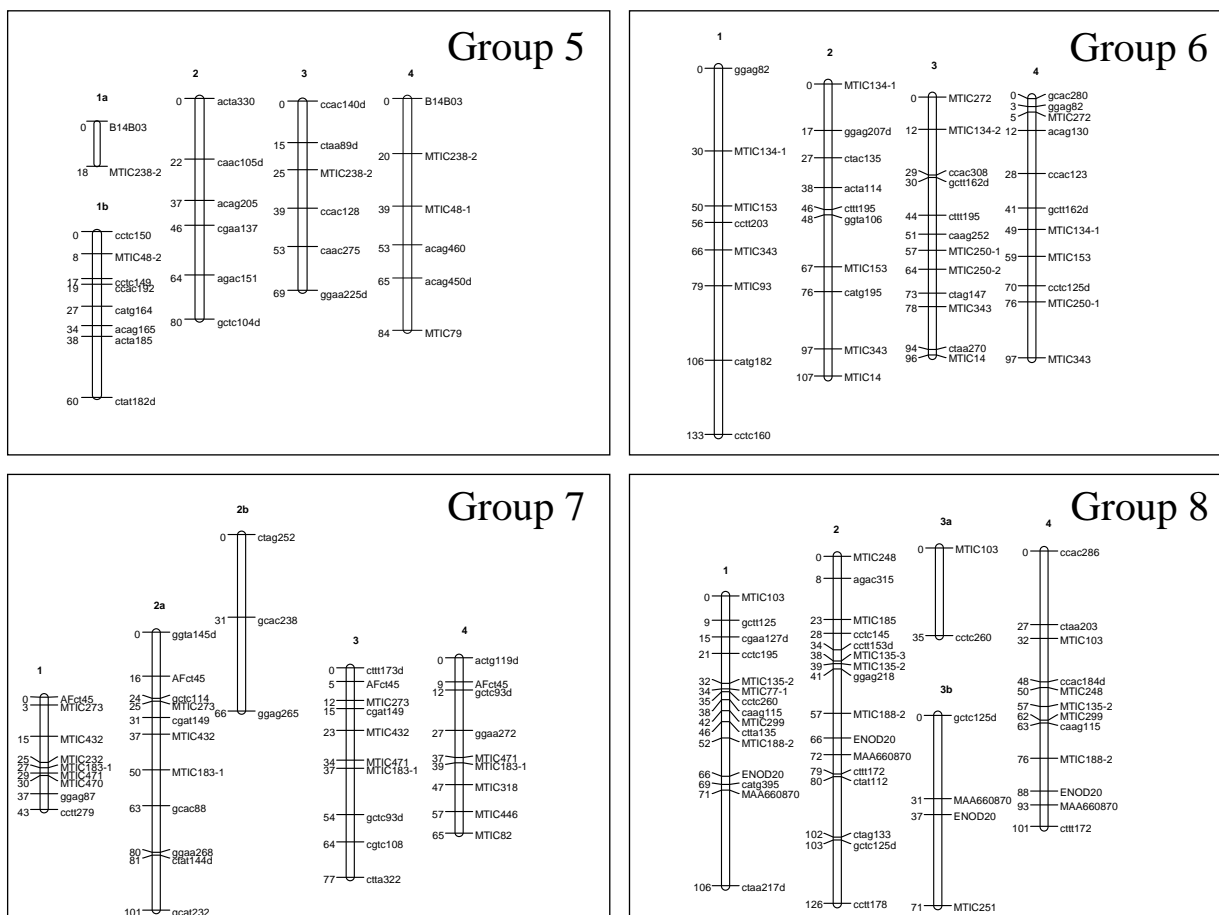 Group 5
1a
0 B14B03
18 MTIC238-2
1b
0 cctc150
8 MTIC48-2
17 cctc149
19 ccac192
27 catg164
34 acag165
38 acta185
60 ctat182d
2
0 acta330
22 caac105d
37 acag205
46 cgaa137
64 agac151
80 gctc104d
3
0 ccac140d
15 ctaa89d
25 MTIC238-2
39 ccac128
53 caac275
69 ggaa225d
4
0 B14B03
20 MTIC238-2
39 MTIC48-1
53 acag460
65 acag450d
84 MTIC79
Group 6
1
0 ggag82
30 MTIC134-1
50 MTIC153
56 cctt203
66 MTIC343
79 MTIC93
106 catg182
133 cctc160
2
0 MTIC134-1
17 ggag207d
27 ctac135
38 acta114
46 cttt195
48 ggta106
67 MTIC153
76 catg195
97 MTIC343
107 MTIC14
3
0 MTIC272
12 MTIC134-2
29 ccac308
30 gctt162d
44 cttt195
51 caag252
57 MTIC250-1
64 MTIC250-2
73 ctag147
78 MTIC343
94 ctaa270
96 MTIC14
4
0 gcac280
3 ggag82
5 MTIC272
12 acag130
28 ccac123
41 gctt162d
49 MTIC134-1
59 MTIC153
70 cctc125d
76 MTIC250-1
97 MTIC343
Group 7
1
0 AFct45
3 MTIC273
15 MTIC432
25 MTIC232
27 MTIC183-1
29 MTIC471
30 MTIC470
37 ggag87
43 cctt279
2a
0 ggta145d
16 AFct45
24 gctc114
25 MTIC273
31 cgat149
37 MTIC432
50 MTIC183-1
63 gcac88
80 ggaa268
81 ctat144d
101 gcat232
2b
0 ctag252
31 gcac238
66 ggag265
3
0 cttt173d
5 AFct45
12 MTIC273
15 cgat149
23 MTIC432
34 MTIC471
37 MTIC183-1
54 gctc93d
64 cgtc108
77 ctta322
4
0 actg119d
9 AFct45
12 gctc93d
27 ggaa272
37 MTIC471
39 MTIC183-1
47 MTIC318
57 MTIC446
65 MTIC82
Group 8
1
0 MTIC103
9 gctt125
15 cgaa127d
21 cctc195
32 MTIC135-2
34 MTIC77-1
35 cctc260
38 caag115
42 MTIC299
46 ctta135
52 MTIC188-2
66 ENOD20
69 catg395
71 MAA660870
106 ctaa217d
2
0 MTIC248
8 agac315
23 MTIC185
28 cctc145
34 cctt153d
38 MTIC135-3
39 MTIC135-2
41 ggag218
57 MTIC188-2
66 ENOD20
72 MAA660870
79 cttt172
80 ctat112
102 ctag133
103 gctc125d
126 cctt178
3a
0 MTIC103
35 cctc260
3b
0 gctc125d
31 MAA660870
37 ENOD20
71 MTIC251
4
0 ccac286
27 ctaa203
32 MTIC103
48 ccac184d
50 MTIC248
57 MTIC135-2
62 MTIC299
63 caag115
76 MTIC188-2
88 ENOD20
93 MAA660870
101 cttt172